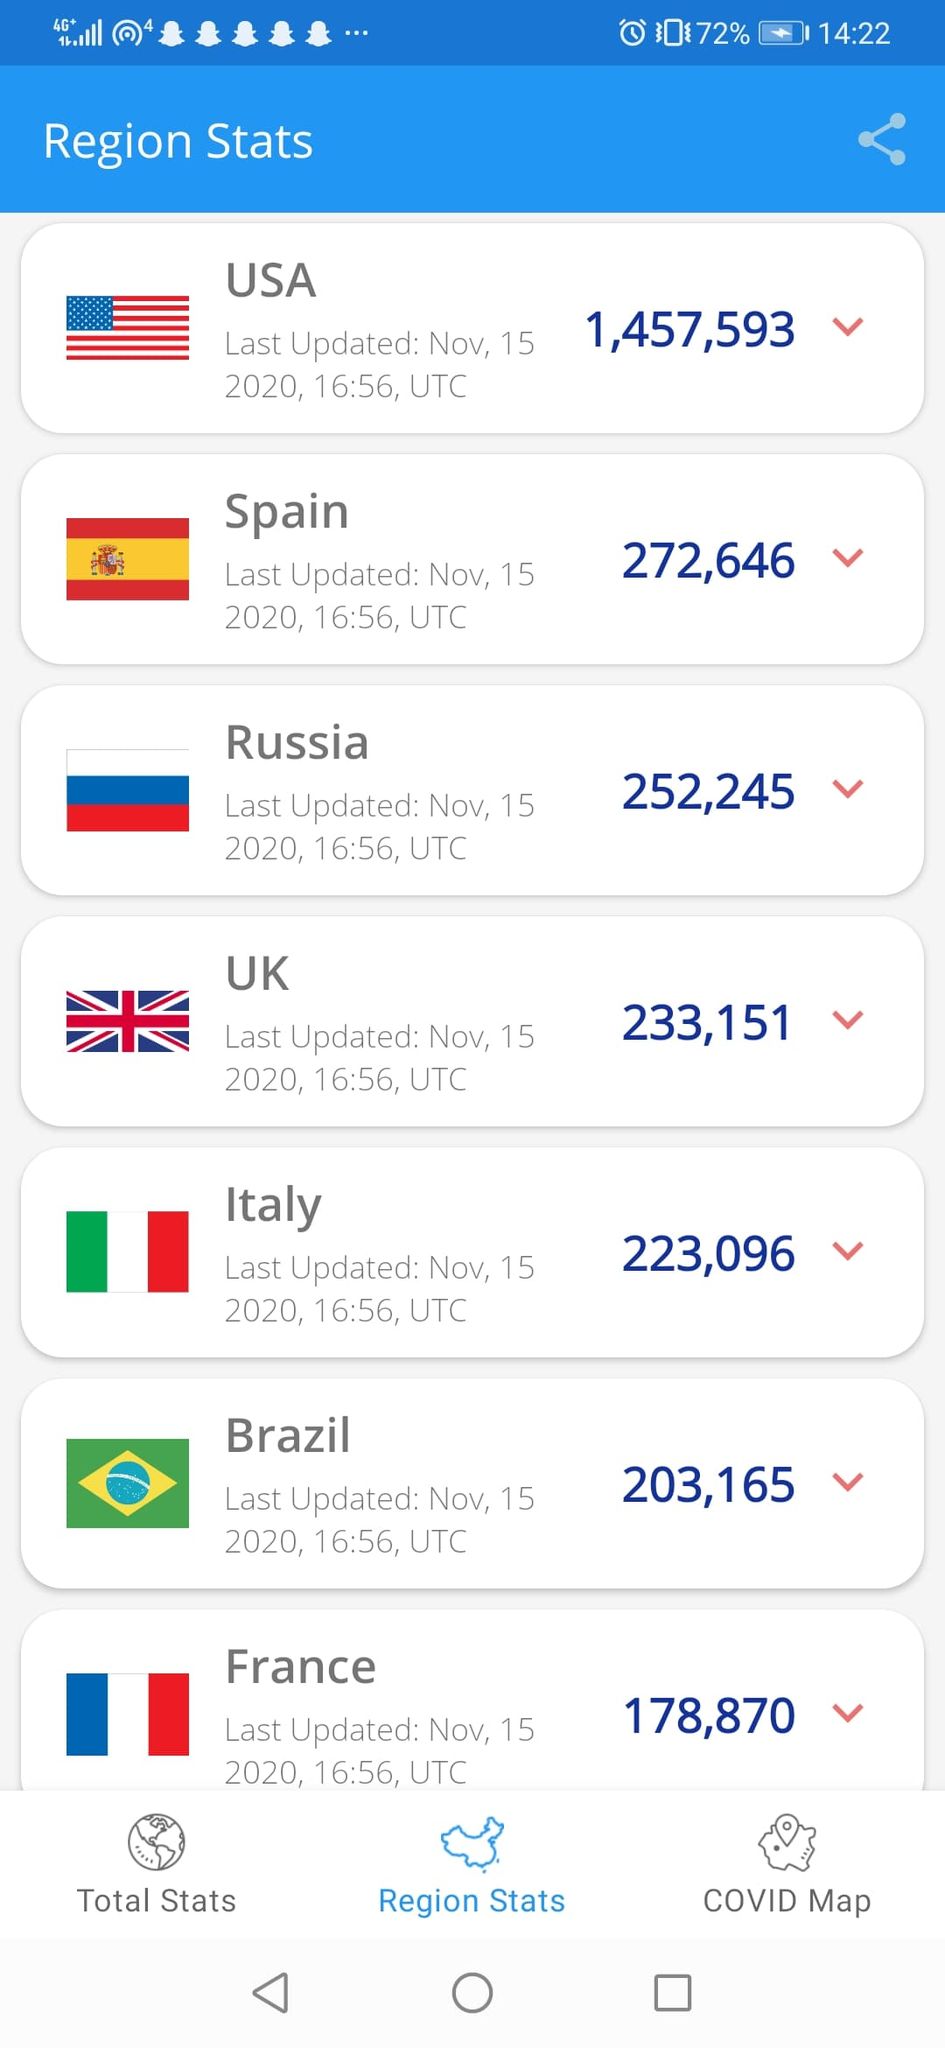 4G+ 4 ... 72% 14:22
Region Stats
USA
Last Updated: Nov, 15
2020, 16:56, UTC
1,457,593
Spain
Last Updated: Nov, 15
2020, 16:56, UTC
272,646
Russia
Last Updated: Nov, 15
2020, 16:56, UTC
252,245
UK
Last Updated: Nov, 15
2020, 16:56, UTC
233,151
Italy
Last Updated: Nov, 15
2020, 16:56, UTC
223,096
Brazil
Last Updated: Nov, 15
2020, 16:56, UTC
203,165
France
Last Updated: Nov, 15
2020, 16:56, UTC
178,870
Total Stats Region Stats COVID Map